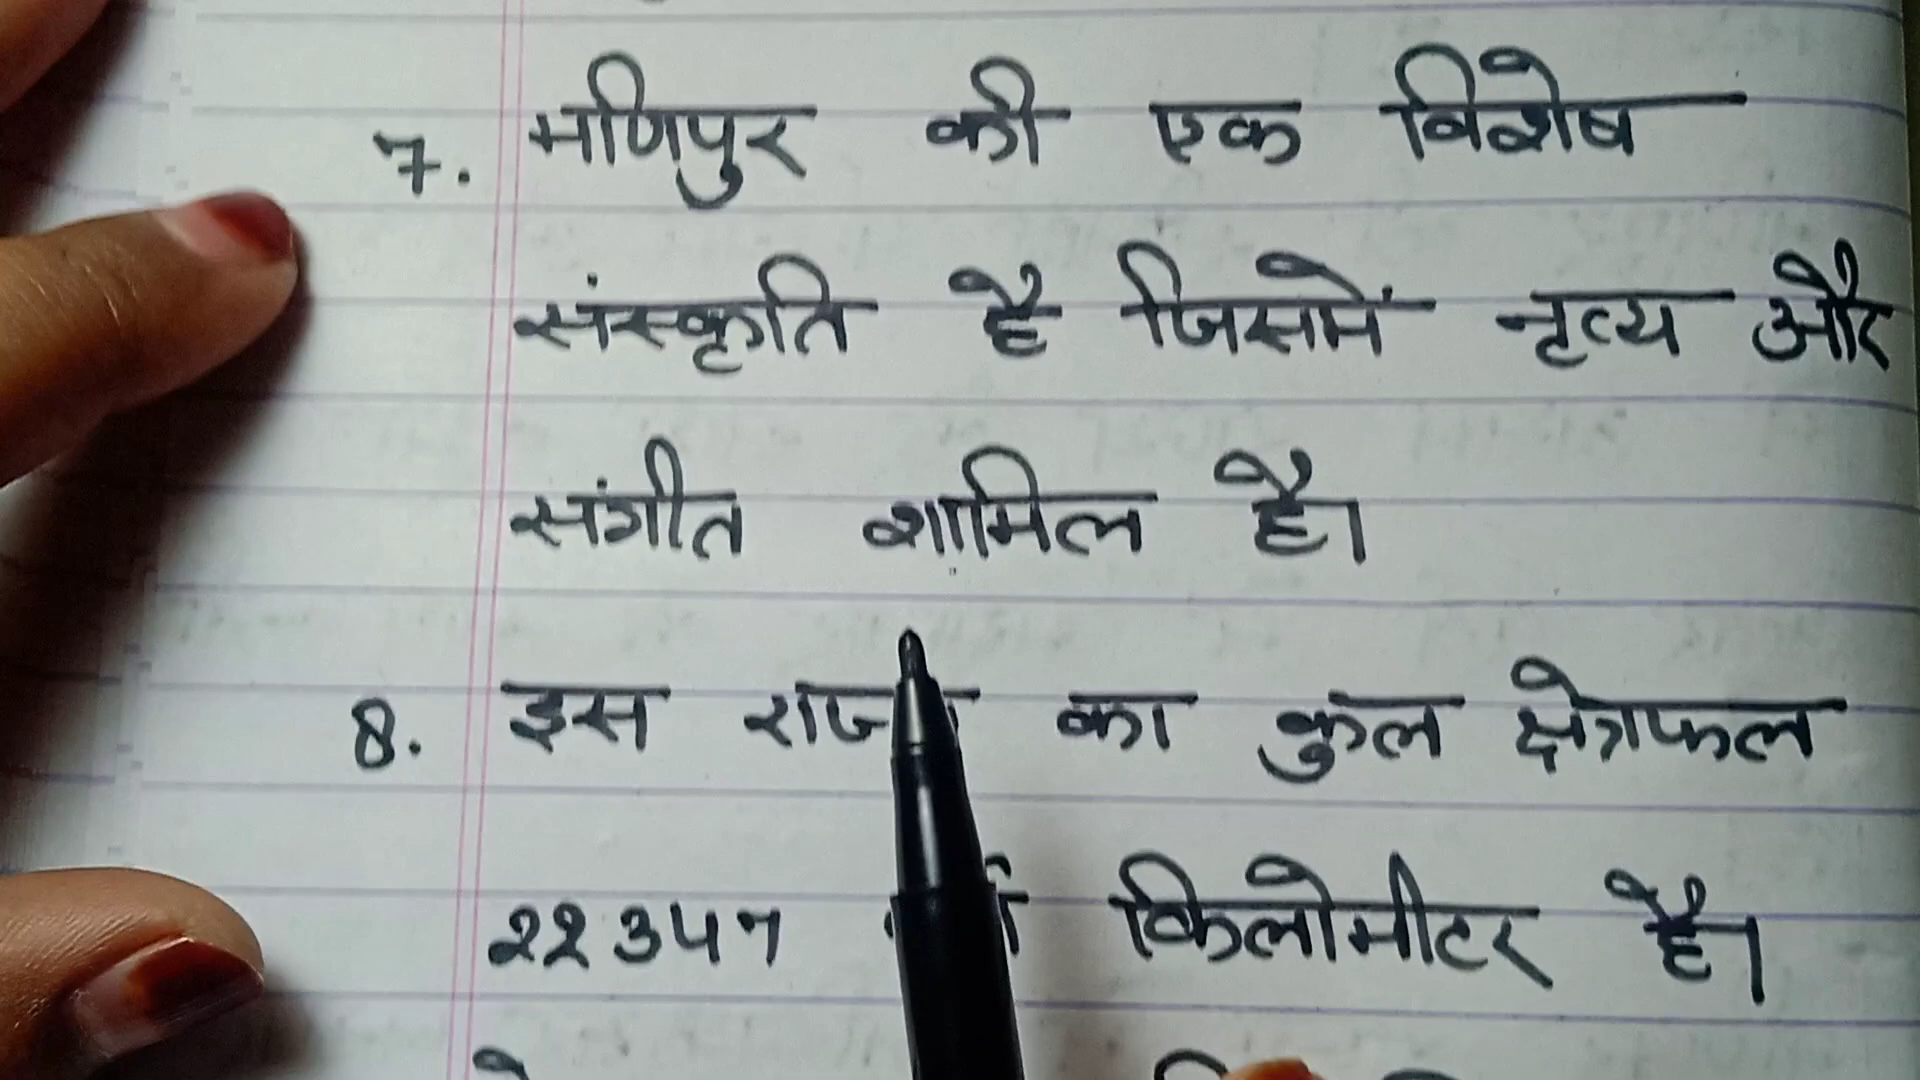 7. मणिपुर की एक विशेष
संस्कृति है जिसमें नृत्य और
संगीत शामिल है।
8. इस का कुल क्षेत्रफल
22347 किलोमीटर है।